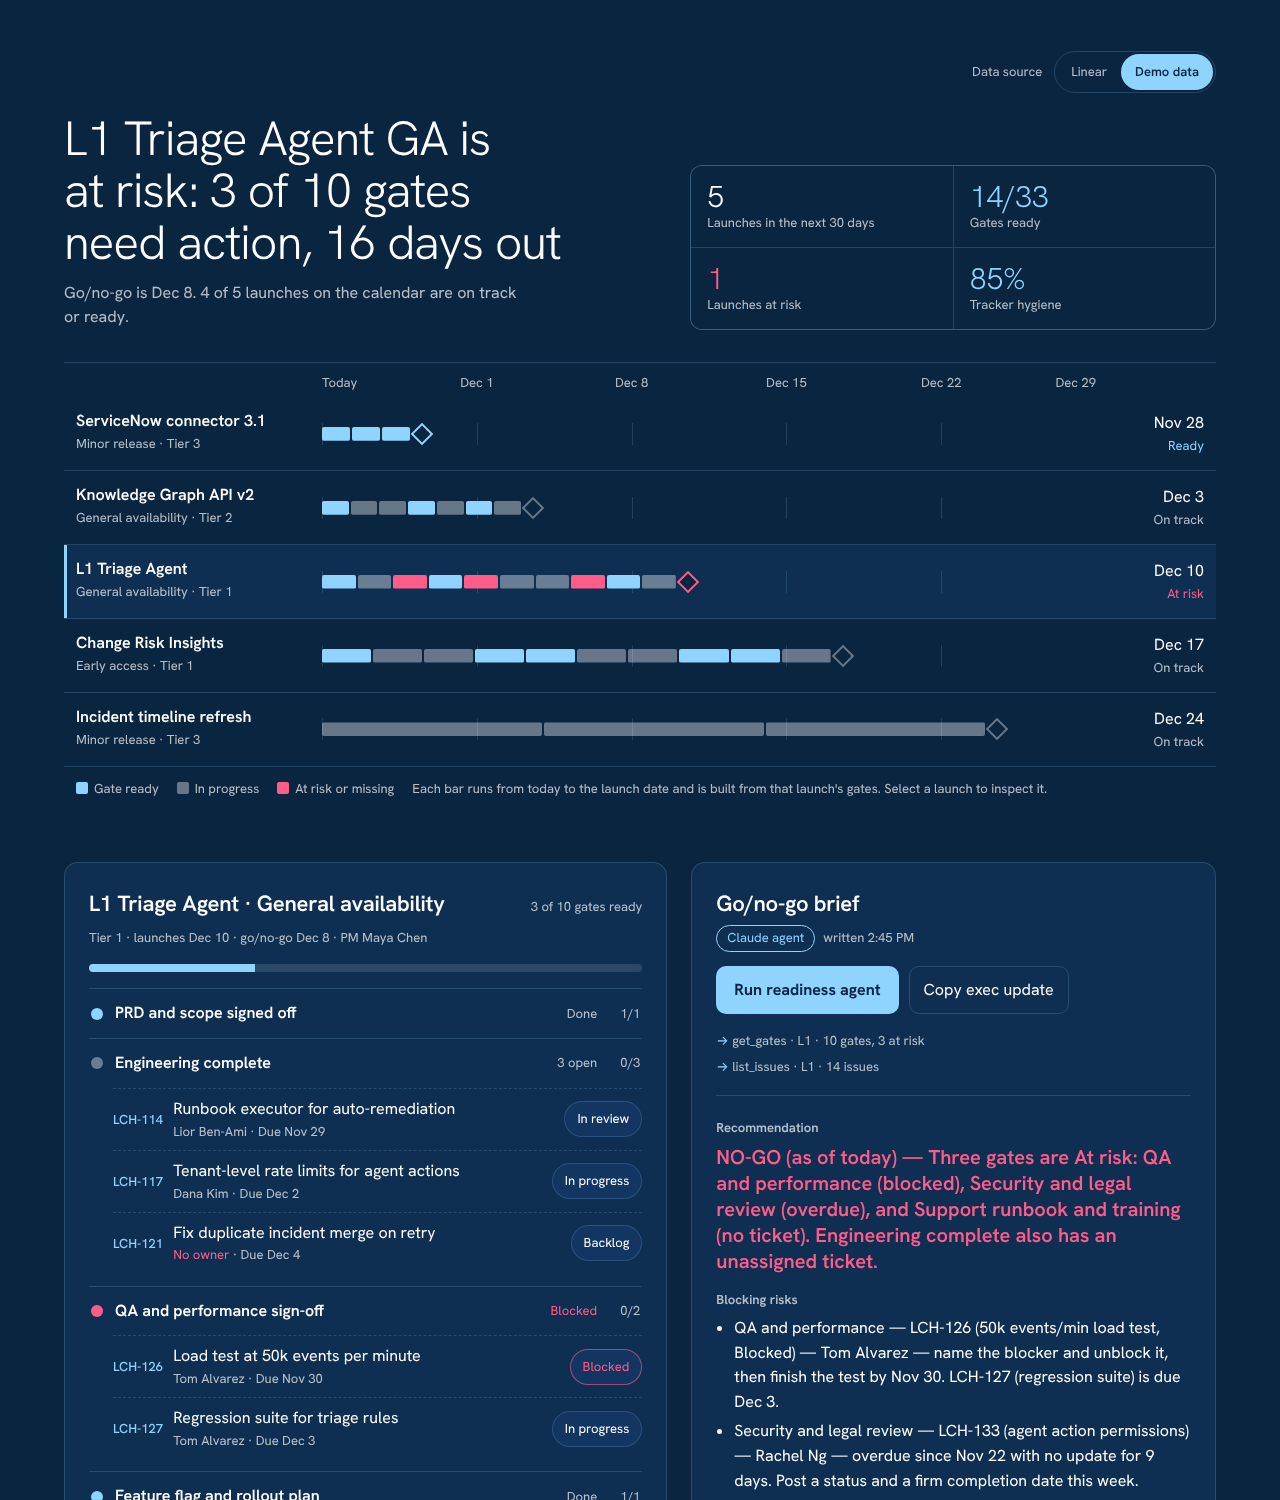 Data source
Linear
Demo data
L1 Triage Agent GA is
at risk: 3 of 10 gates
need action, 16 days out
Go/no-go is Dec 8. 4 of 5 launches on the calendar are on track
or ready.
5
Launches in the next 30 days
14/33
Gates ready
1
Launches at risk
85%
Tracker hygiene
Today
Dec 1
Dec 8
Dec 15
Dec 22
Dec 29
ServiceNow connector 3.1
Minor release · Tier 3
Nov 28
Ready
Knowledge Graph API v2
General availability · Tier 2
Dec 3
On track
L1 Triage Agent
General availability · Tier 1
Dec 10
At risk
Change Risk Insights
Early access · Tier 1
Dec 17
On track
Incident timeline refresh
Minor release · Tier 3
Dec 24
On track
Gate ready
In progress
At risk or missing
Each bar runs from today to the launch date and is built from that launch's gates. Select a launch to inspect it.
L1 Triage Agent · General availability
3 of 10 gates ready
Tier 1 · launches Dec 10 · go/no-go Dec 8 · PM Maya Chen
PRD and scope signed off
Done
1/1
Engineering complete
3 open
0/3
LCH-114
Runbook executor for auto-remediation
Lior Ben-Ami · Due Nov 29
In review
LCH-117
Tenant-level rate limits for agent actions
Dana Kim · Due Dec 2
In progress
LCH-121
Fix duplicate incident merge on retry
No owner · Due Dec 4
Backlog
QA and performance sign-off
Blocked
0/2
LCH-126
Load test at 50k events per minute
Tom Alvarez · Due Nov 30
Blocked
LCH-127
Regression suite for triage rules
Tom Alvarez · Due Dec 3
In progress
Feature flag and rollout plan
Done
1/1
Go/no-go brief
Claude agent
written 2:45 PM
Run readiness agent
Copy exec update
→ get_gates · L1 · 10 gates, 3 at risk
→ list_issues · L1 · 14 issues
Recommendation
NO-GO (as of today) — Three gates are At risk: QA
and performance (blocked), Security and legal
review (overdue), and Support runbook and training
(no ticket). Engineering complete also has an
unassigned ticket.
Blocking risks
• QA and performance — LCH-126 (50k events/min load test,
Blocked) — Tom Alvarez — name the blocker and unblock it,
then finish the test by Nov 30. LCH-127 (regression suite) is due
Dec 3.
• Security and legal review — LCH-133 (agent action permissions)
— Rachel Ng — overdue since Nov 22 with no update for 9
days. Post a status and a firm completion date this week.